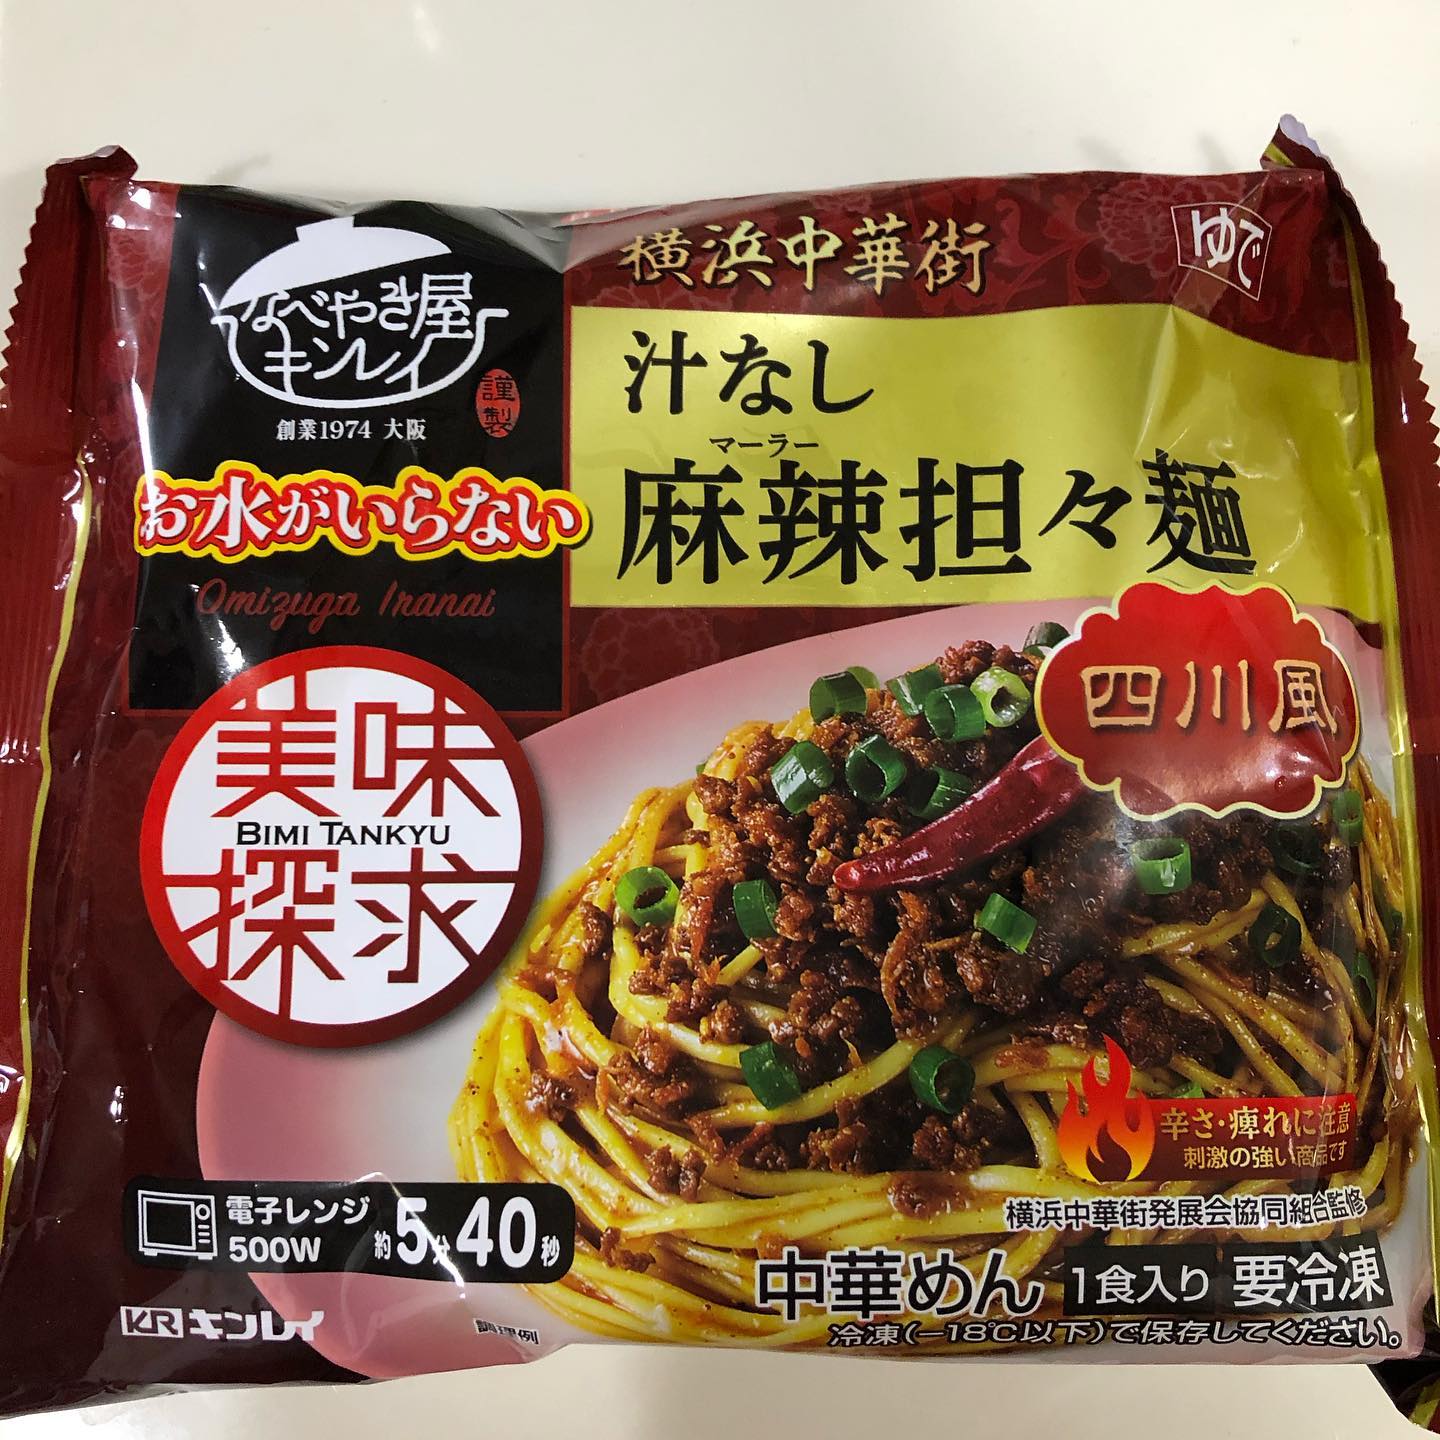 なべやき屋
キンレイ
謹製
創業1974 大阪
お水がいらない
Omizuga Iranai
美味
BIMI TANKYU
探求
横浜中華街
ゆで
汁なし
マーラー
麻辣担々麺
四川風
辛さ・痺れに注意
刺激の強い商品です
横浜中華街発展会協同組合監修
電子レンジ
500W
約5分40秒
中華めん 1食入り 要冷凍
冷凍(−18℃以下)で保存してください。
KR キンレイ
調理例